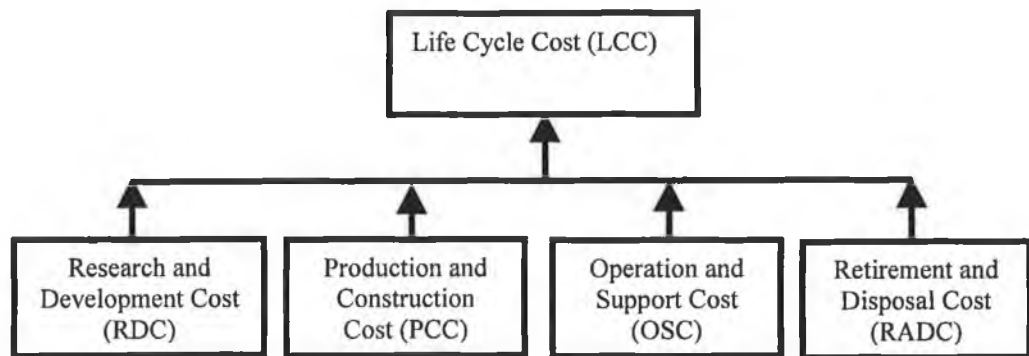 Life Cycle Cost (LCC)
Research and
Development Cost
(RDC)
Production and
Construction
Cost (PCC)
Operation and
Support Cost
(OSC)
Retirement and
Disposal Cost
(RADC)